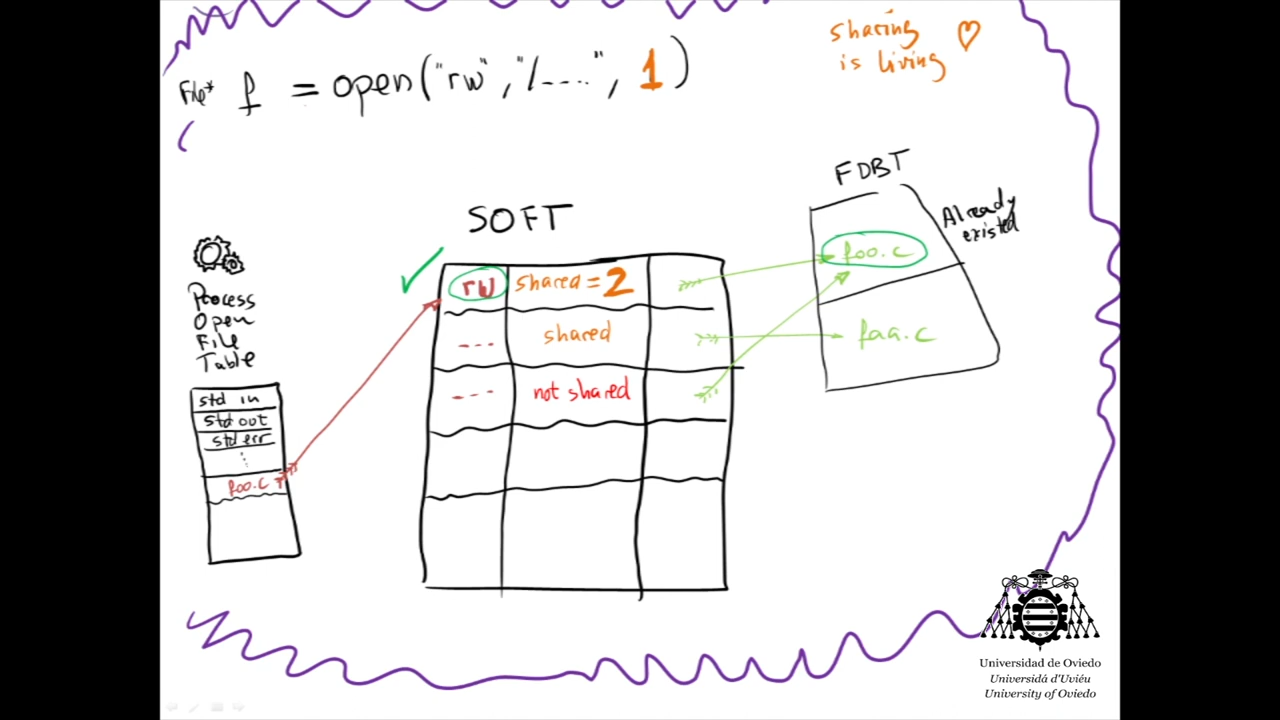 sharing ♡
is living
File* f = open("rw","/----", 1)
FDBT
Already
existed
SOFT
Process
Open
File
Table
rw shared = 2 foo.c
--- shared faa.c
--- not shared
std in
std out
std err
foo.c
Universidad de Oviedo
Universidá d'Uviéu
University of Oviedo